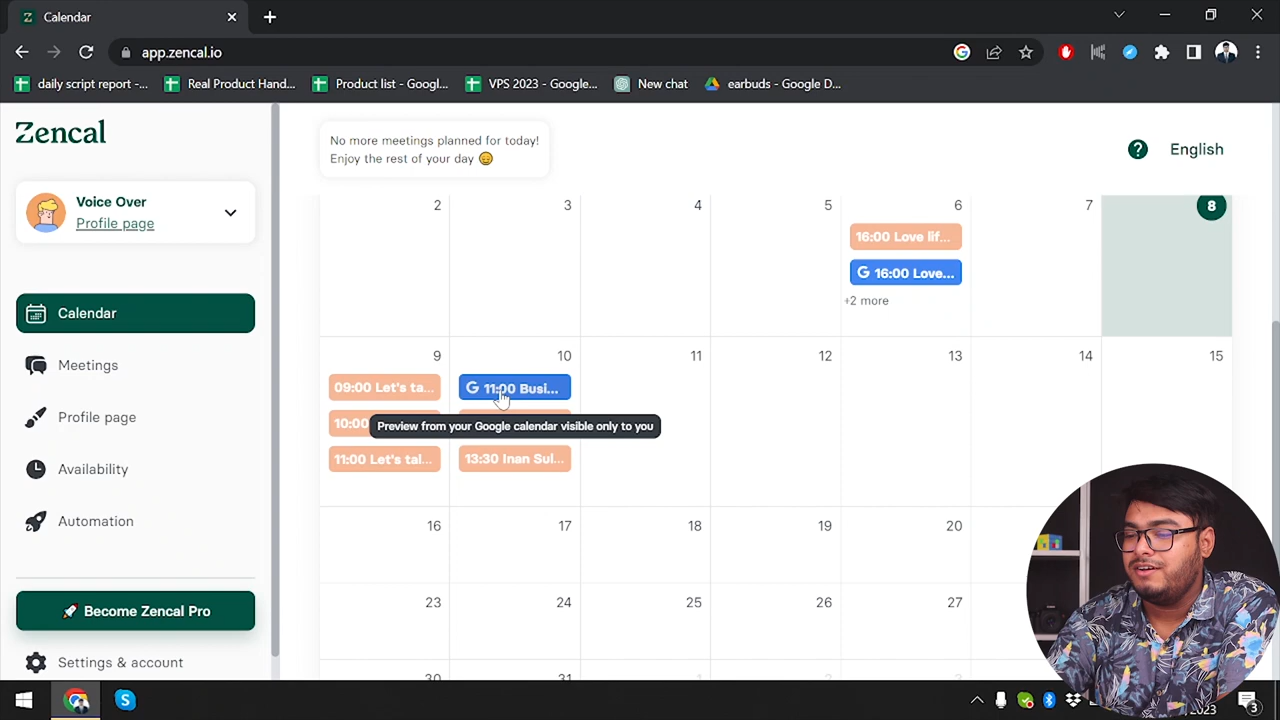 Calendar
app.zencal.io
daily script report -...
Real Product Hand...
Product list - Googl...
VPS 2023 - Google...
New chat
earbuds - Google D...
Zencal
No more meetings planned for today!
Enjoy the rest of your day
English
Voice Over
Profile page
Calendar
Meetings
Profile page
Availability
Automation
Become Zencal Pro
Settings & account
2 3 4 5 6 7 8
16:00 Love lif...
16:00 Love...
+2 more
9 10 11 12 13 14 15
09:00 Let's ta...
11:00 Busi...
10:00
Preview from your Google calendar visible only to you
11:00 Let's tal...
13:30 Inan Sul...
16 17 18 19 20
23 24 25 26 27
30 31
2023
3